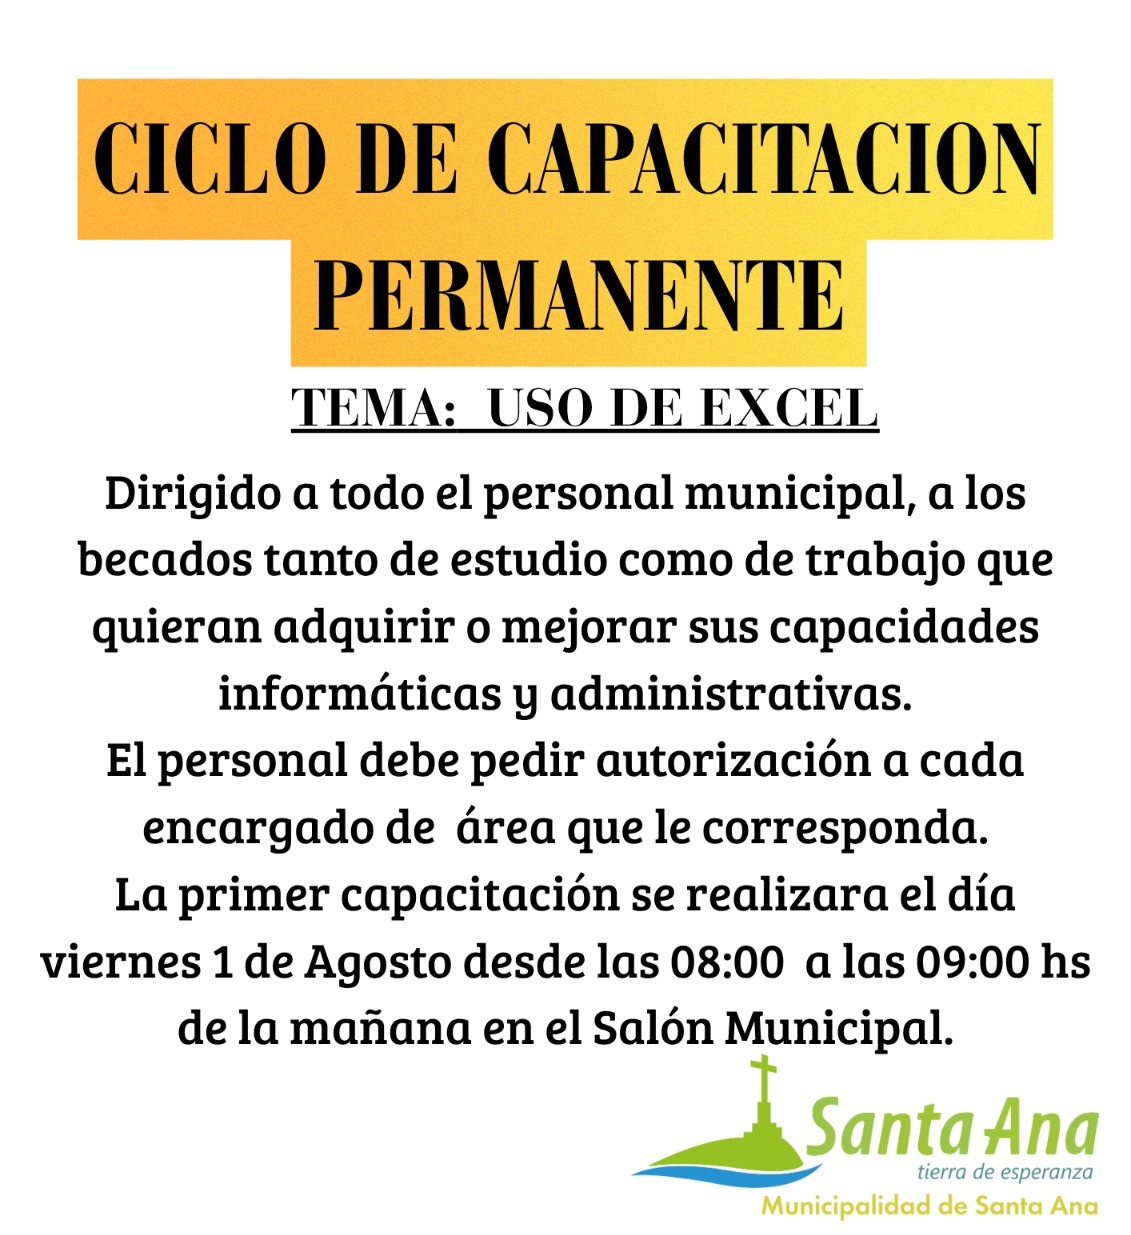 CICLO DE CAPACITACION
PERMANENTE
TEMA: USO DE EXCEL
Dirigido a todo el personal municipal, a los
becados tanto de estudio como de trabajo que
quieran adquirir o mejorar sus capacidades
informáticas y administrativas.
El personal debe pedir autorización a cada
encargado de área que le corresponda.
La primer capacitación se realizara el día
viernes 1 de Agosto desde las 08:00 a las 09:00 hs
de la mañana en el Salón Municipal.
Santa Ana
tierra de esperanza
Municipalidad de Santa Ana